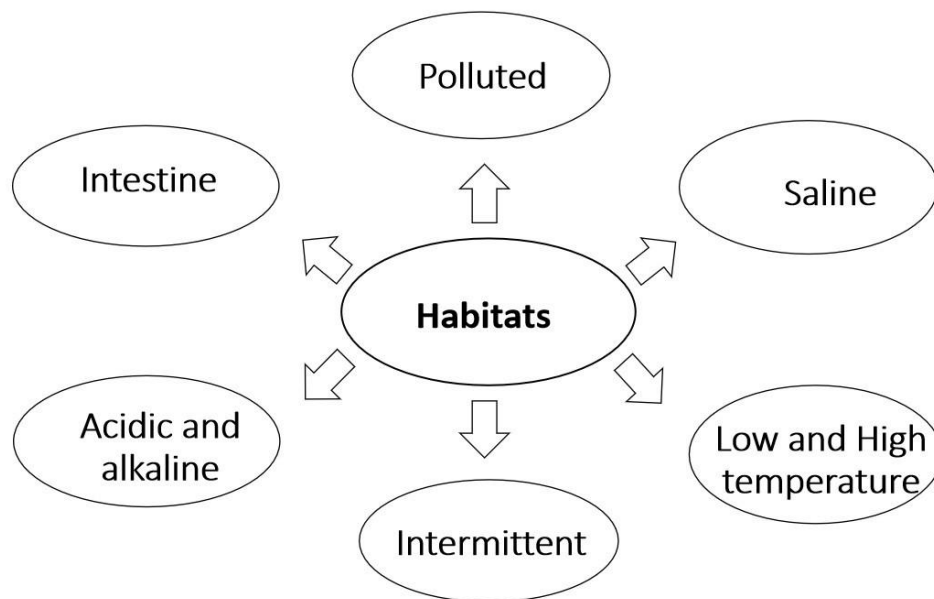 Polluted
Intestine
Saline
Habitats
Acidic and
alkaline
Low and High
temperature
Intermittent